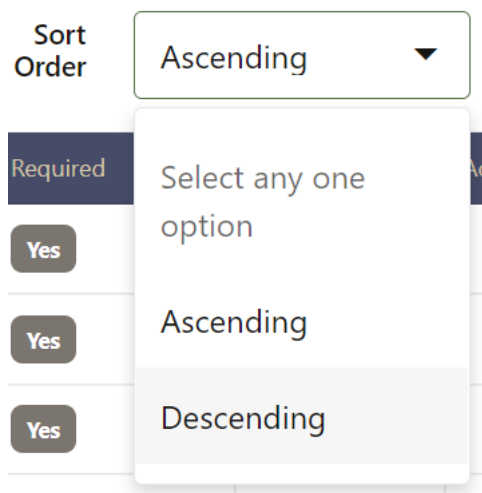 Sort
Order
Ascending
Required
Select any one
option
Yes
Ascending
Yes
Descending
Yes